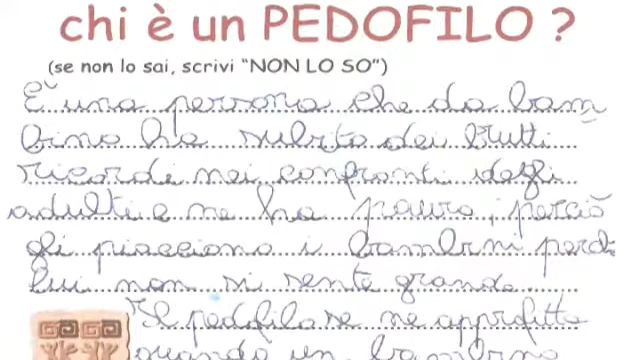 chi è un PEDOFILO ?
(se non lo sai, scrivi “NON LO SO”)
È una persona che da bam
bino ha subito dei brutti
ricordi nei confronti degli
adulti e ne ha paura, perciò
gli piacciono i bambini perché
lui non si sente grande.
Il pedofilo se ne approfitta
quando un bambino